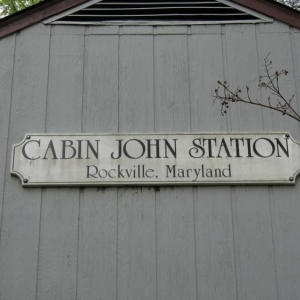 CABIN JOHN STATION
Rockville, Maryland